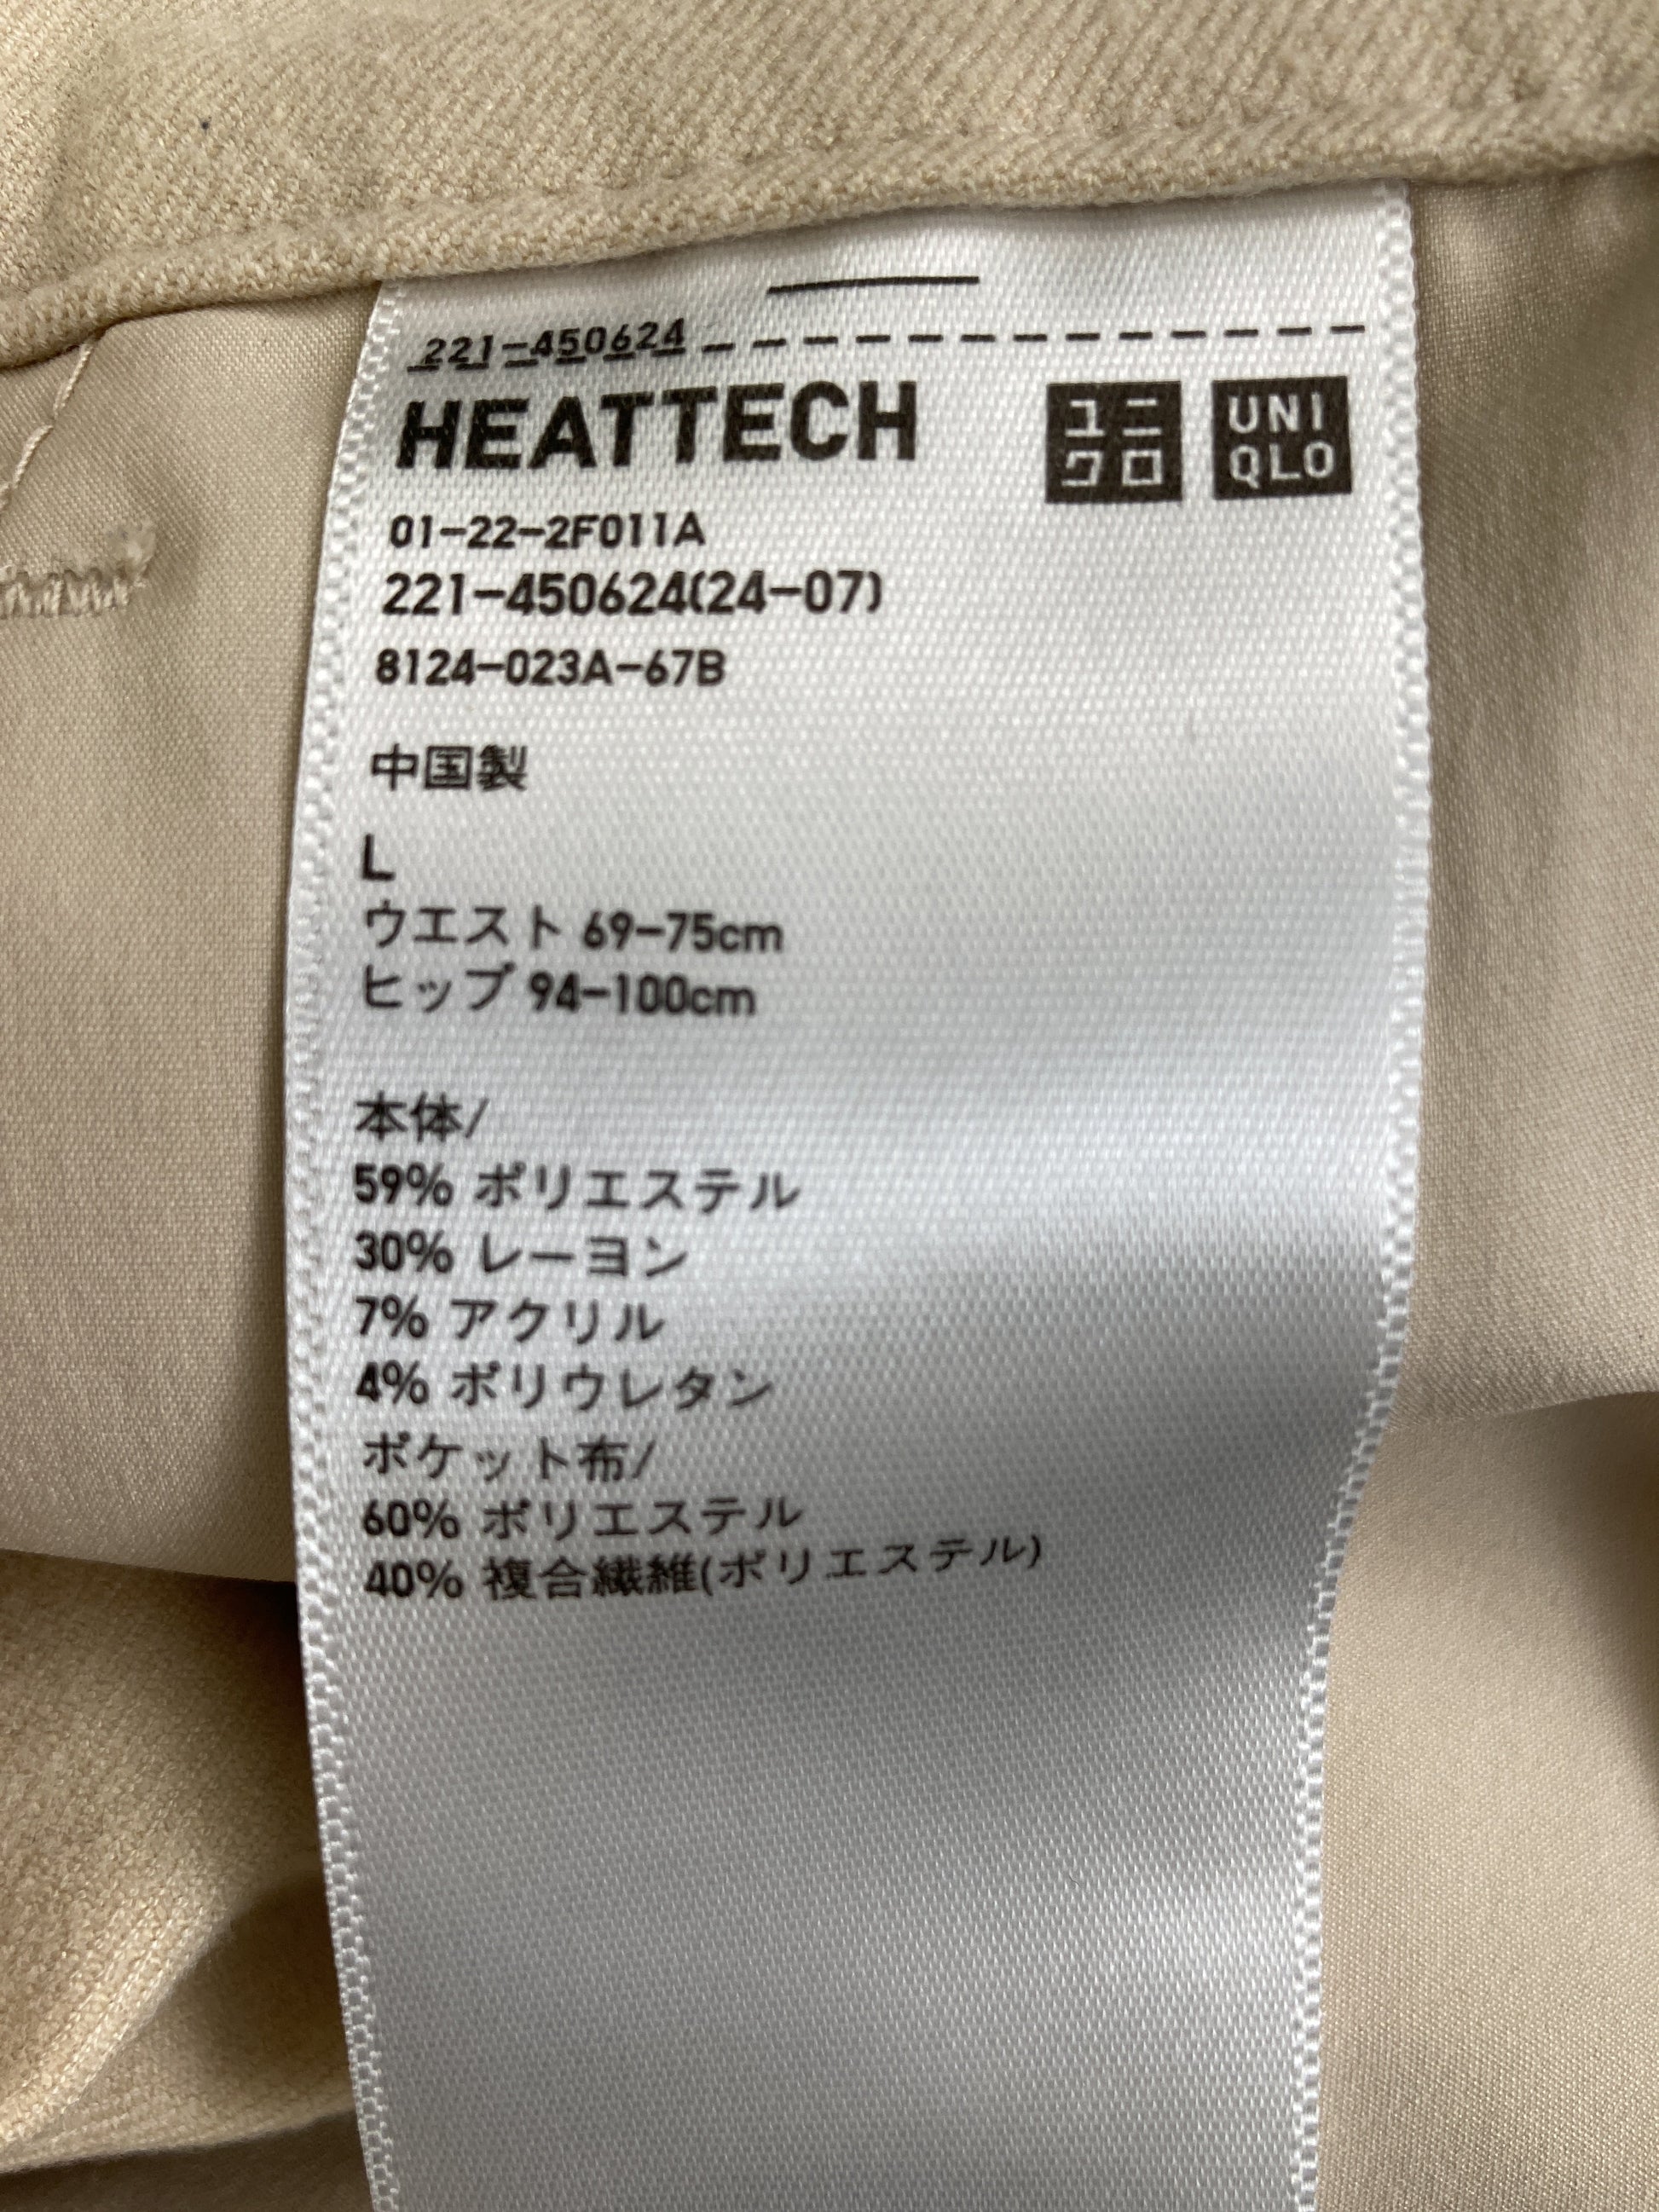 221-450624
HEATTECH
ユニ
クロ
UNI
QLO
01-22-2F011A
221-450624(24-07)
8124-023A-67B
中国製
L
ウエスト 69-75cm
ヒップ 94-100cm
本体/
59% ポリエステル
30% レーヨン
7% アクリル
4% ポリウレタン
ポケット布/
60% ポリエステル
40% 複合繊維(ポリエステル)